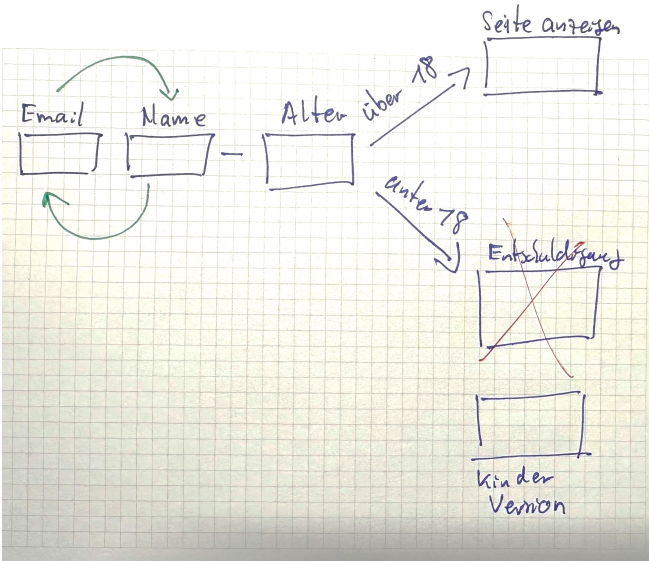 Seite anzeigen
Email
Name
Alter
über 18
unter 18
Entschuldigung
Kinder
Version